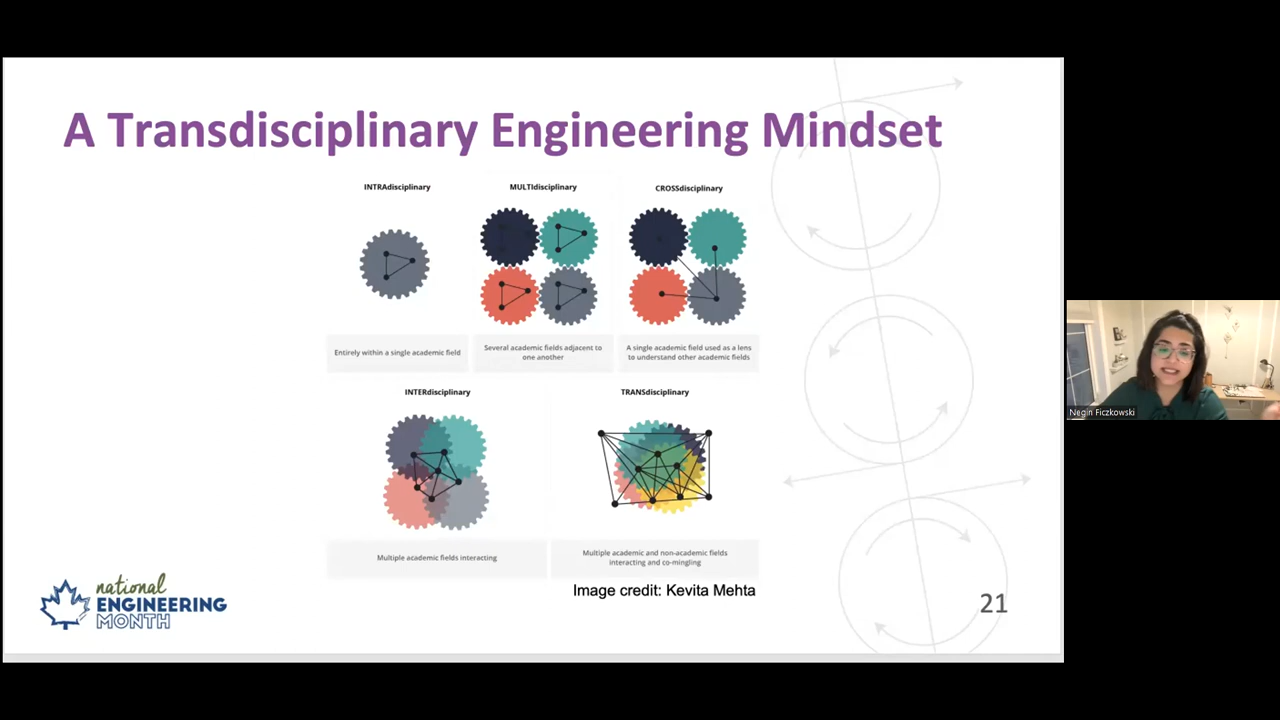 A Transdisciplinary Engineering Mindset
INTRAdisciplinary
MULTIdisciplinary
CROSSdisciplinary
Entirely within a single academic field
Several academic fields adjacent to
one another
A single academic field used as a lens
to understand other academic fields
INTERdisciplinary
TRANSdisciplinary
Multiple academic fields interacting
Multiple academic and non-academic fields
interacting and co-mingling
Image credit: Kevita Mehta
national
ENGINEERING
MONTH
21
Negin Ficzkowski